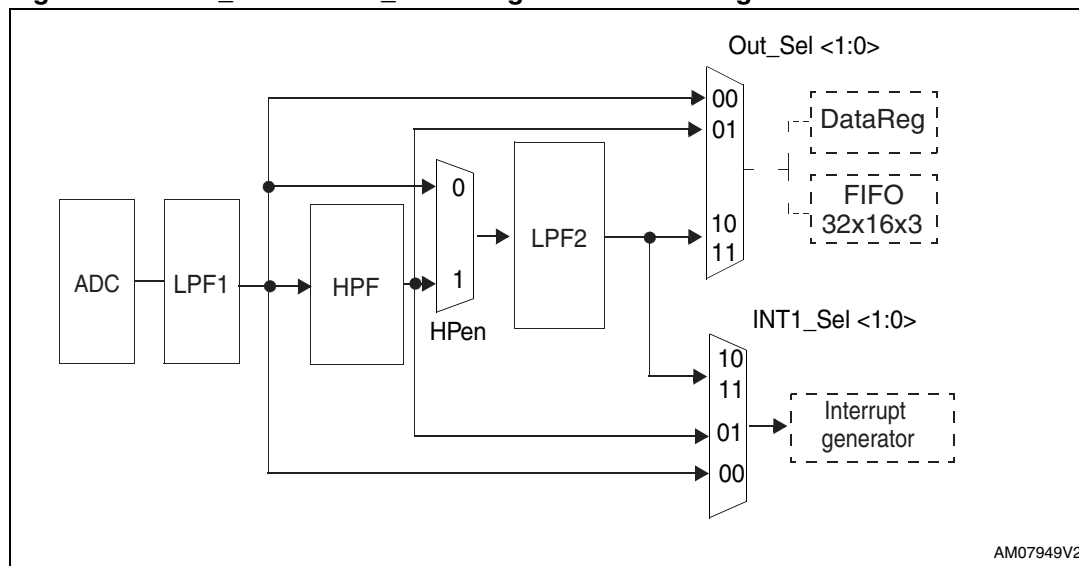 Out_Sel <1:0>
00
01
DataReg
0
FIFO
32x16x3
10
11
LPF2
ADC
LPF1
HPF
1
HPen
INT1_Sel <1:0>
10
11
01
00
Interrupt
generator
AM07949V2